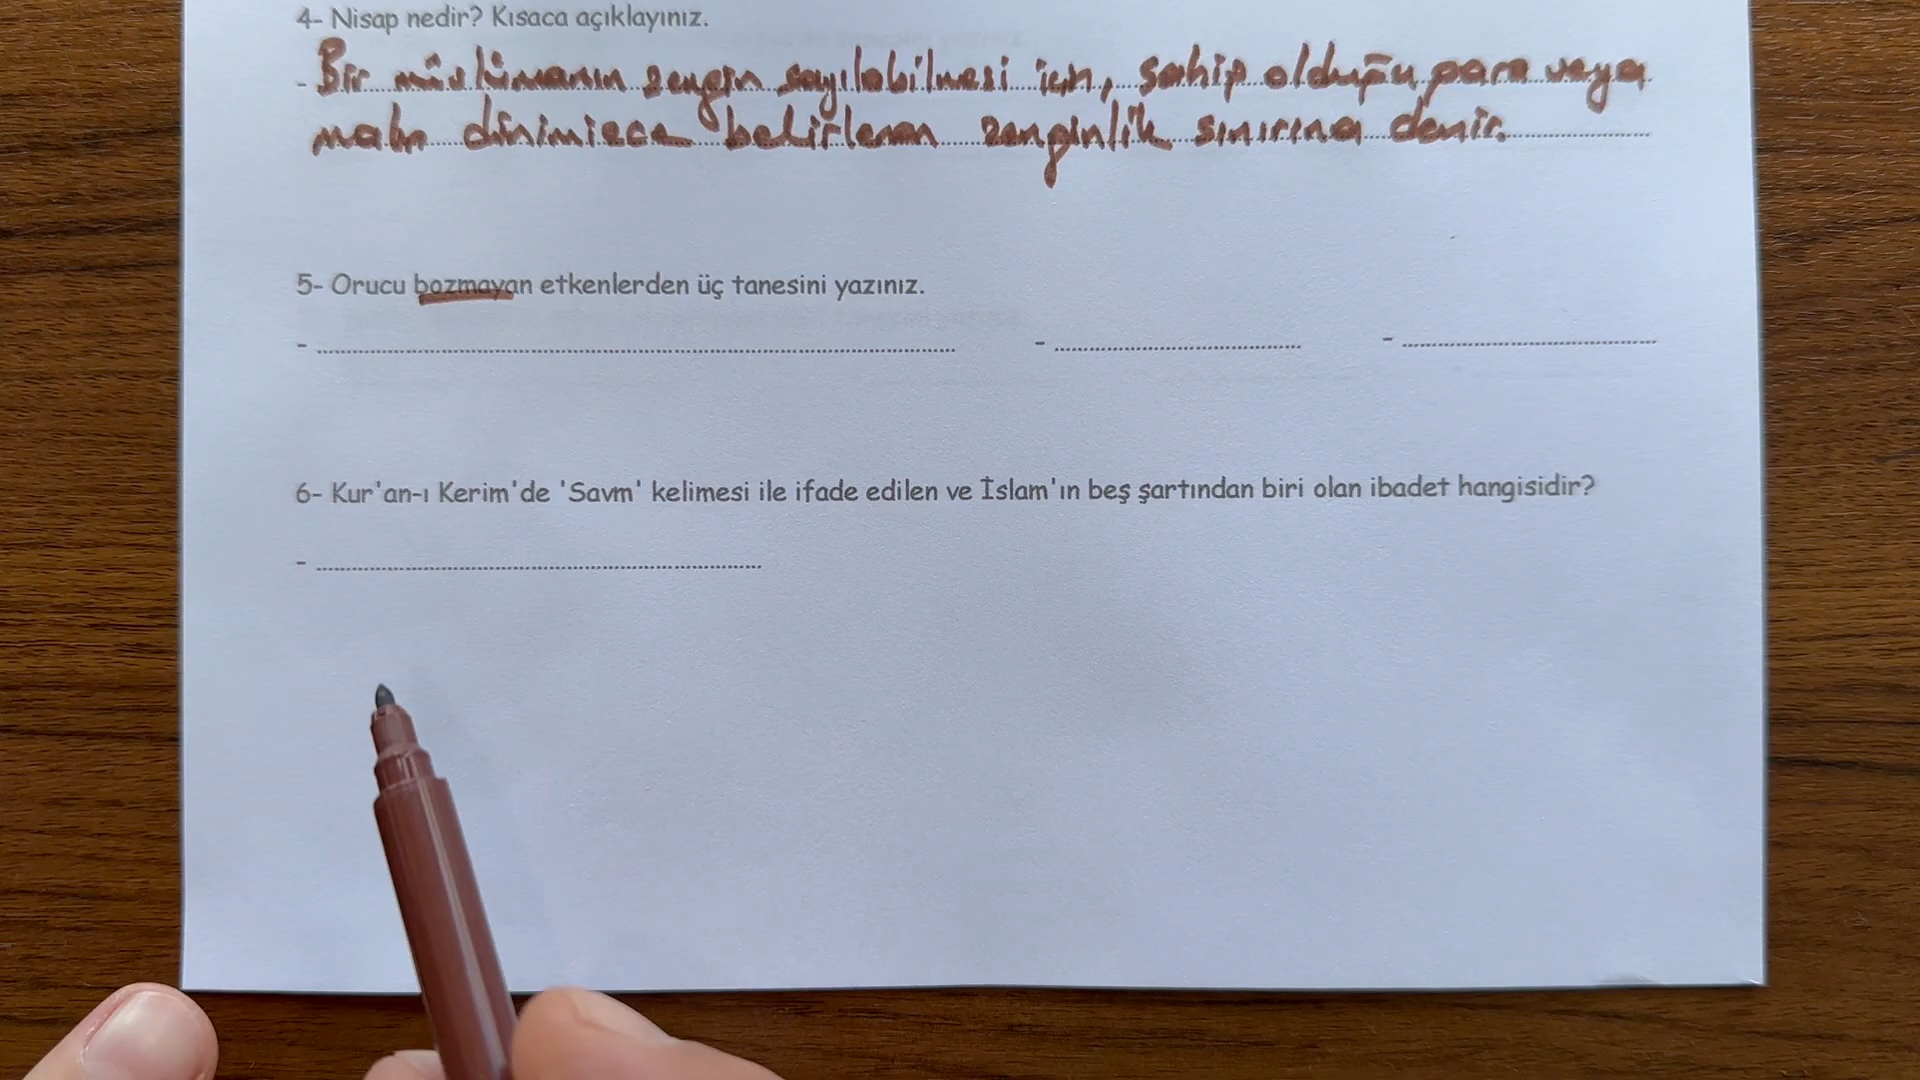 4- Nisap nedir? Kısaca açıklayınız.
- Bir müslümanın zengin sayılabilmesi için, sahip olduğu para veya
malın dinimizce belirlenen zenginlik sınırına denir.
5- Orucu bozmayan etkenlerden üç tanesini yazınız.
- ........ - ........ - ........
6- Kur'an-ı Kerim'de 'Savm' kelimesi ile ifade edilen ve İslam'ın beş şartından biri olan ibadet hangisidir?
- ........